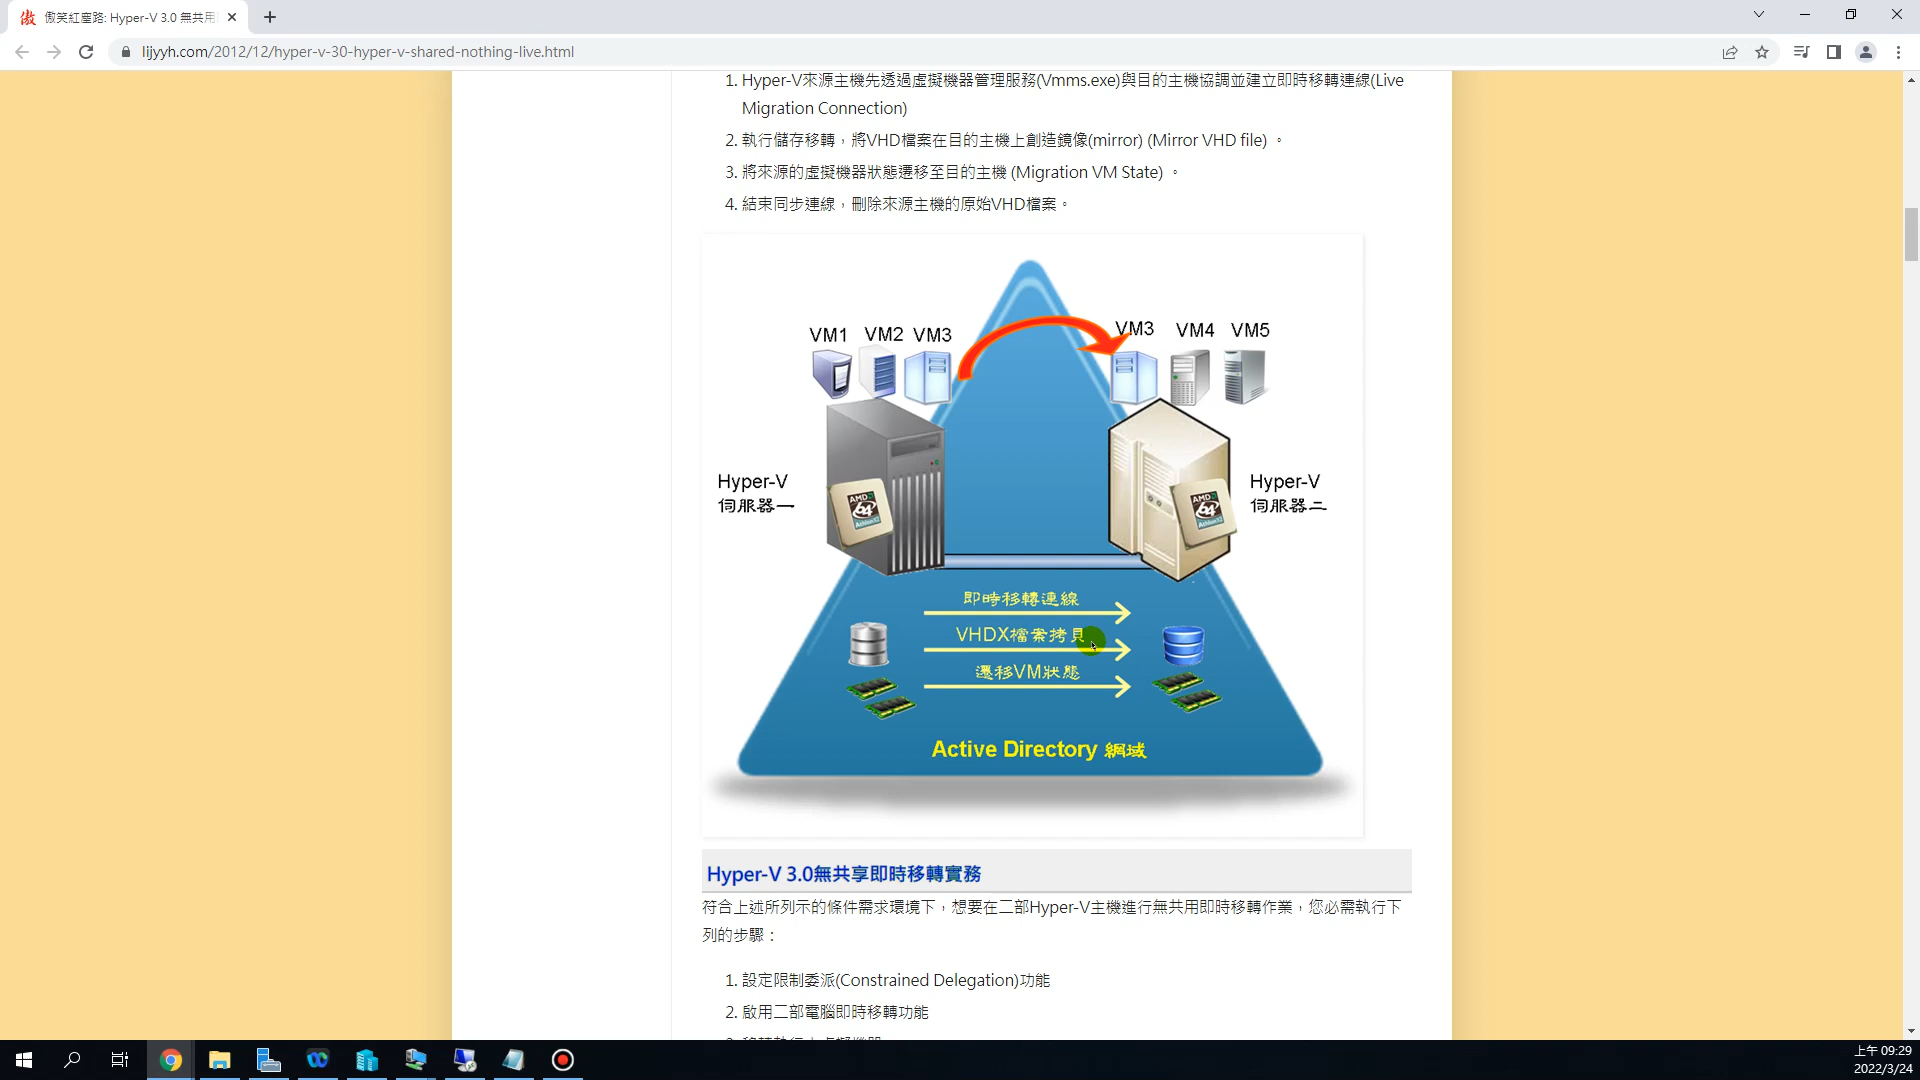 傲笑紅塵路: Hyper-V 3.0 無共用
lijyyh.com/2012/12/hyper-v-30-hyper-v-shared-nothing-live.html
1. Hyper-V來源主機先透過虛擬機器管理服務(Vmms.exe)與目的主機協調並建立即時移轉連線(Live
Migration Connection)
2. 執行儲存移轉，將VHD檔案在目的主機上創造鏡像(mirror) (Mirror VHD file) 。
3. 將來源的虛擬機器狀態遷移至目的主機 (Migration VM State) 。
4. 結束同步連線，刪除來源主機的原始VHD檔案。
VM1 VM2 VM3 VM3 VM4 VM5
Hyper-V
伺服器一
AMD
64
Hyper-V
伺服器二
AMD
64
即時移轉連線
VHDX檔案拷貝
遷移VM狀態
Active Directory 網域
Hyper-V 3.0無共享即時移轉實務
符合上述所列示的條件需求環境下，想要在二部Hyper-V主機進行無共用即時移轉作業，您必需執行下
列的步驟：
1. 設定限制委派(Constrained Delegation)功能
2. 啟用二部電腦即時移轉功能
上午 09:29
2022/3/24